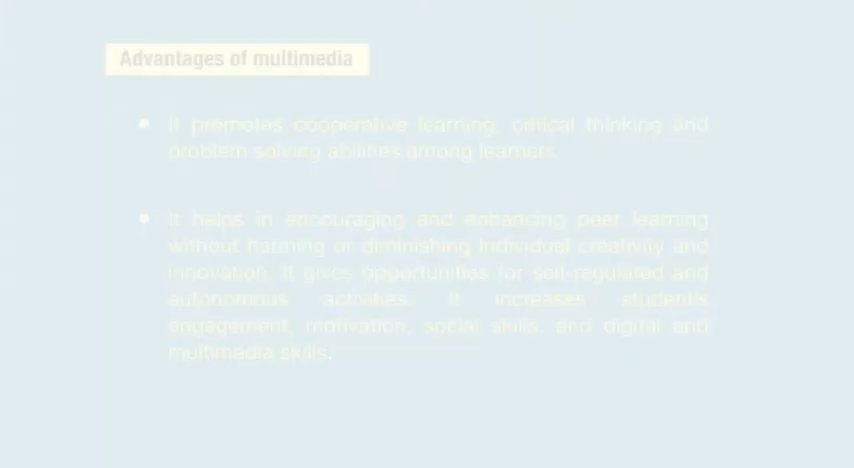 Advantages of multimedia
It promotes cooperative learning, critical thinking and
problem solving abilities among learners.
It helps in encouraging and enhancing peer learning
without harming or diminishing individual creativity and
innovation. It gives opportunities for self-regulated and
autonomous activities. It increases student's
engagement, motivation, social skills, and digital and
multimedia skills.